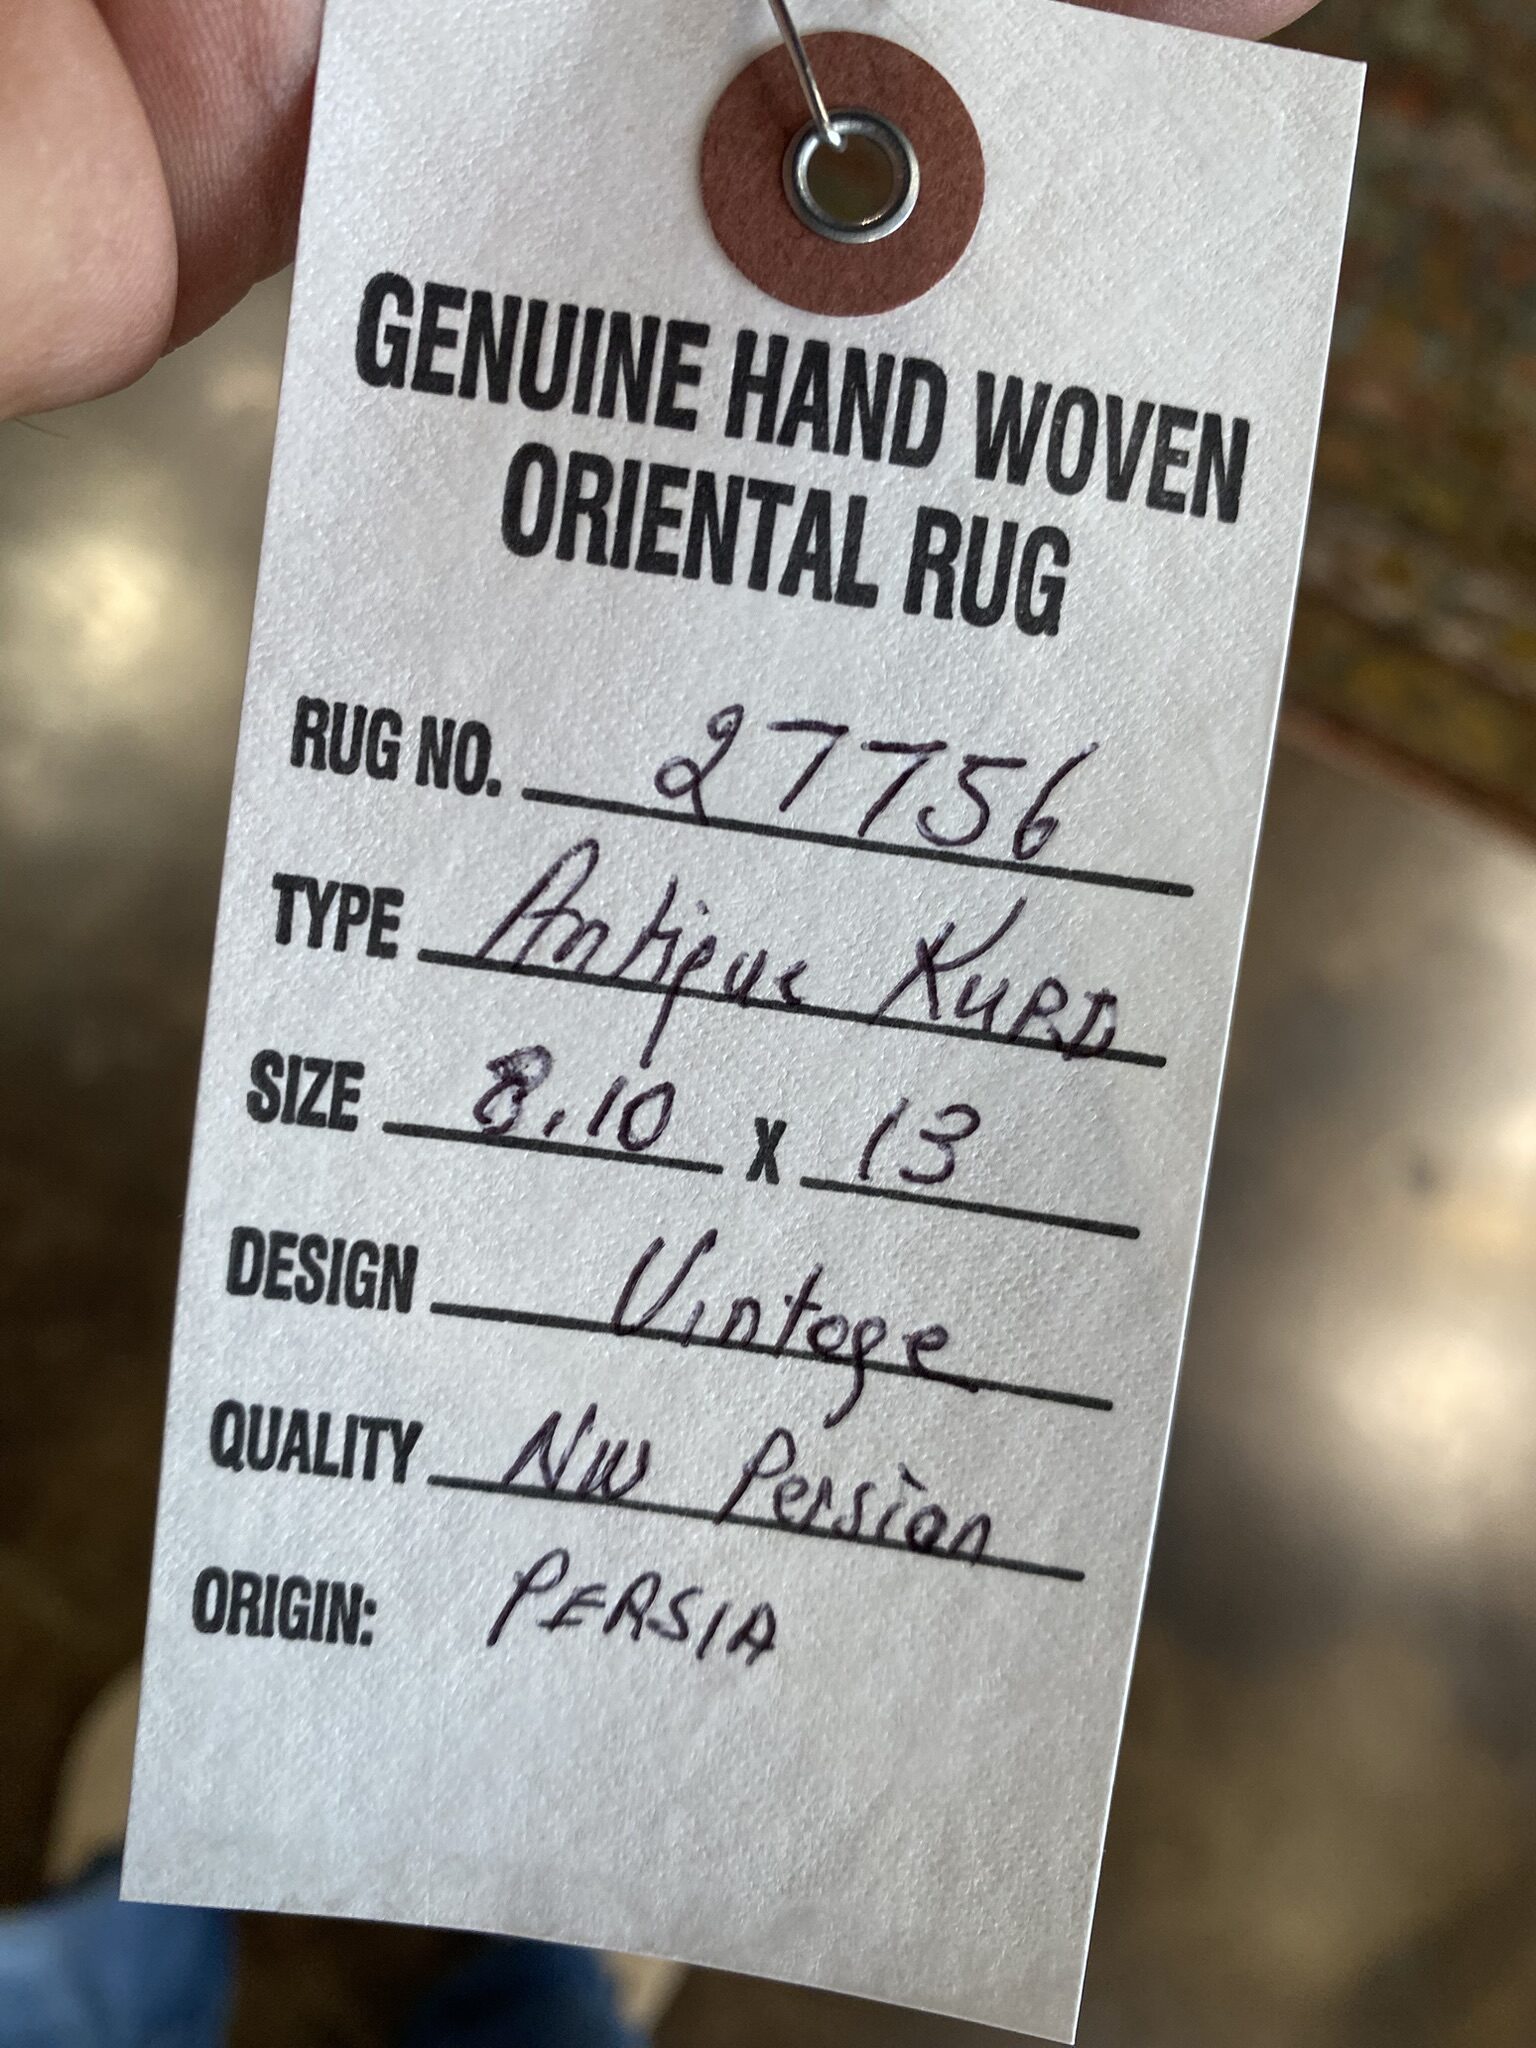 GENUINE HAND WOVEN
ORIENTAL RUG
RUG NO. 27756
TYPE Antique KURD
SIZE 8.10 X 13
DESIGN Vintage
QUALITY NW Persian
ORIGIN: PERSIA